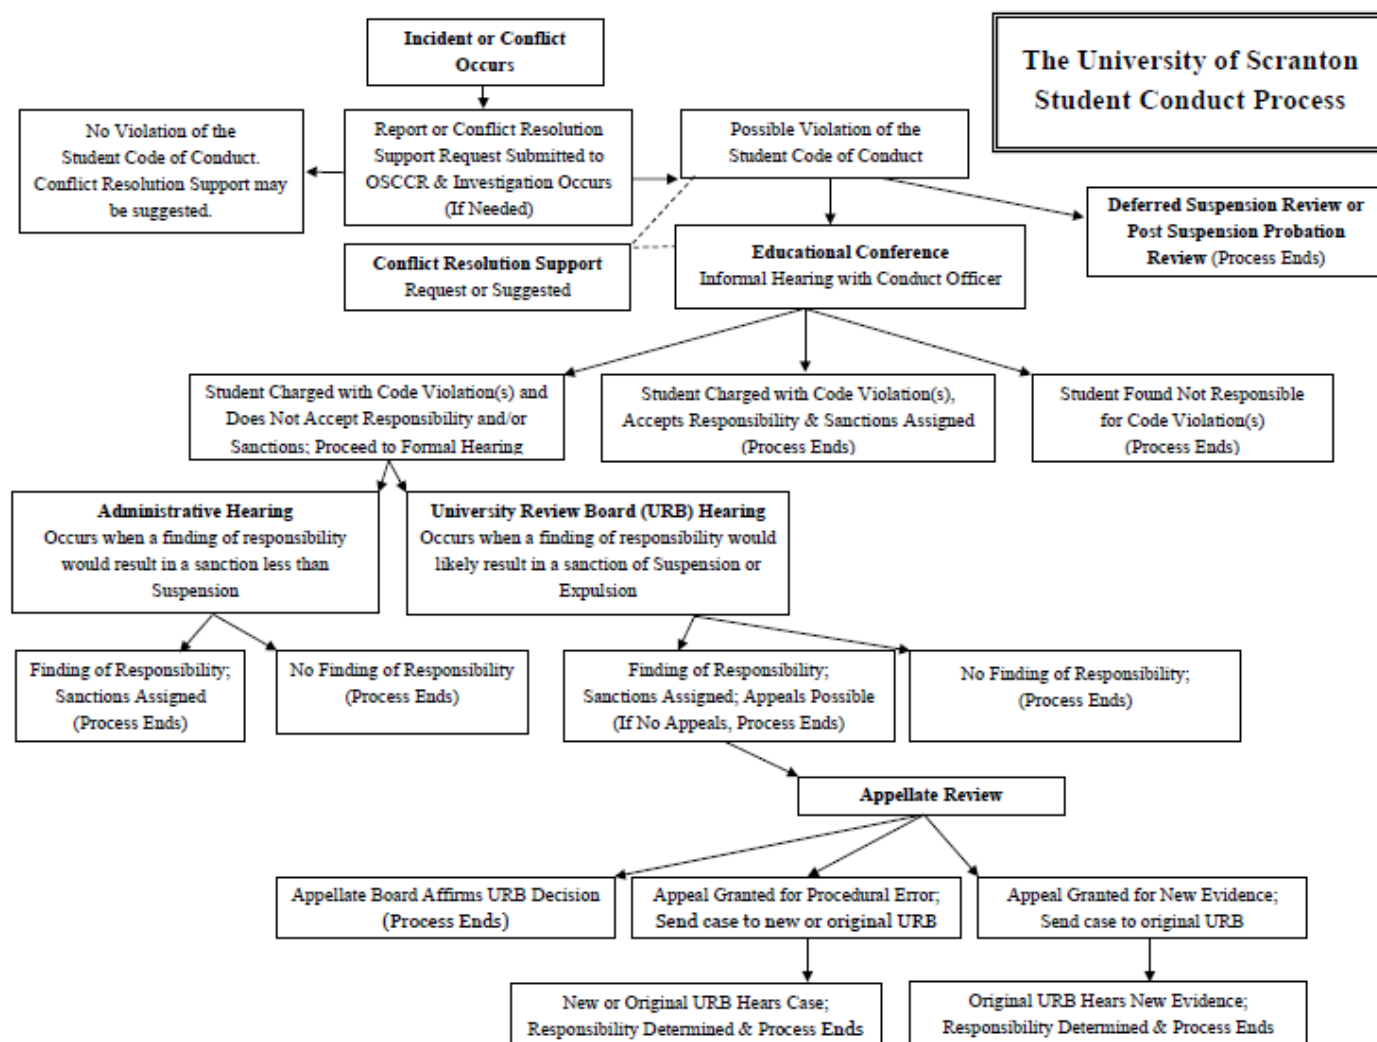 The University of Scranton
Student Conduct Process
Incident or Conflict
Occurs
No Violation of the
Student Code of Conduct.
Conflict Resolution Support may
be suggested.
Report or Conflict Resolution
Support Request Submitted to
OSCCR & Investigation Occurs
(If Needed)
Possible Violation of the
Student Code of Conduct
Deferred Suspension Review or
Post Suspension Probation
Review (Process Ends)
Conflict Resolution Support
Request or Suggested
Educational Conference
Informal Hearing with Conduct Officer
Student Charged with Code Violation(s) and
Does Not Accept Responsibility and/or
Sanctions; Proceed to Formal Hearing
Student Charged with Code Violation(s),
Accepts Responsibility & Sanctions Assigned
(Process Ends)
Student Found Not Responsible
for Code Violation(s)
(Process Ends)
Administrative Hearing
Occurs when a finding of responsibility
would result in a sanction less than
Suspension
University Review Board (URB) Hearing
Occurs when a finding of responsibility would
likely result in a sanction of Suspension or
Expulsion
Finding of Responsibility;
Sanctions Assigned
(Process Ends)
No Finding of Responsibility
(Process Ends)
Finding of Responsibility;
Sanctions Assigned; Appeals Possible
(If No Appeals, Process Ends)
No Finding of Responsibility;
(Process Ends)
Appellate Review
Appellate Board Affirms URB Decision
(Process Ends)
Appeal Granted for Procedural Error;
Send case to new or original URB
Appeal Granted for New Evidence;
Send case to original URB
New or Original URB Hears Case;
Responsibility Determined & Process Ends
Original URB Hears New Evidence;
Responsibility Determined & Process Ends